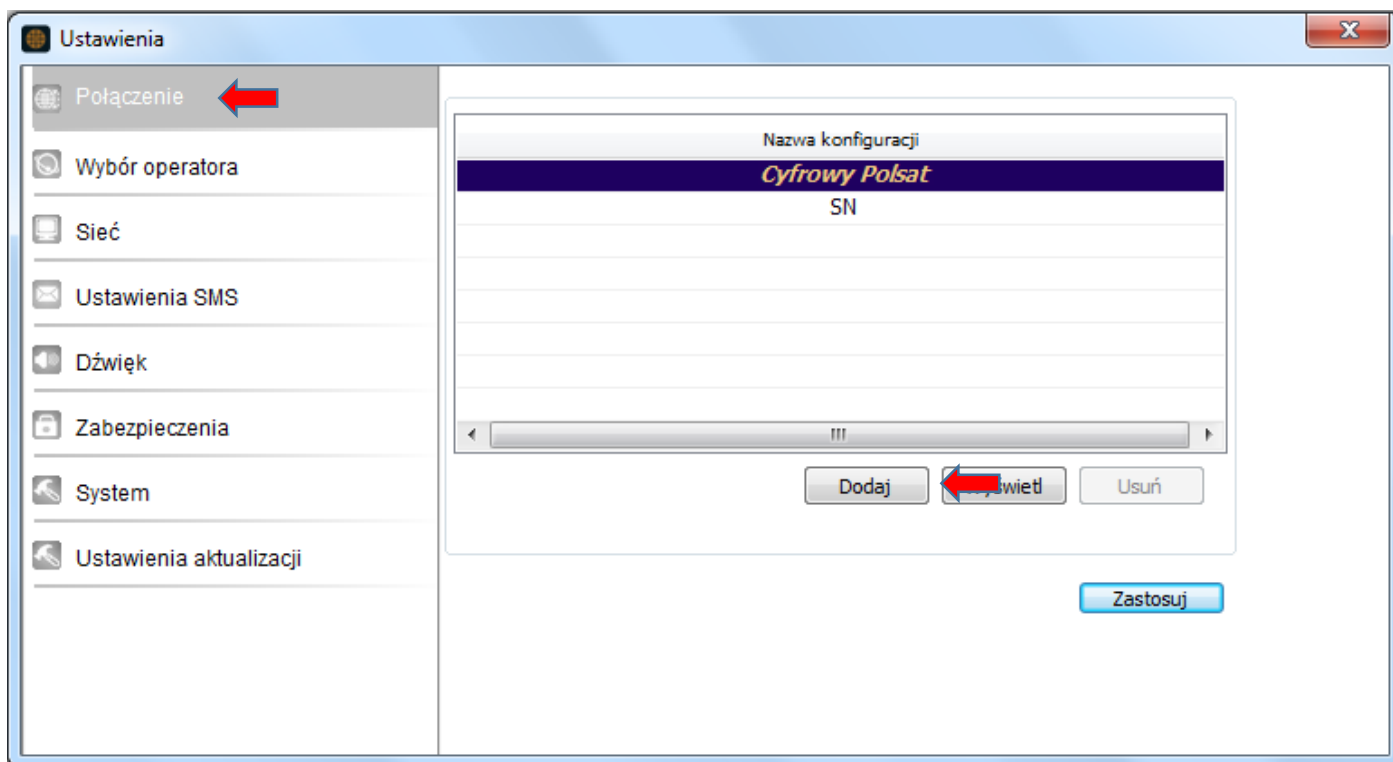 Ustawienia
Połączenie
Wybór operatora
Sieć
Ustawienia SMS
Dźwięk
Zabezpieczenia
System
Ustawienia aktualizacji
Nazwa konfiguracji
Cyfrowy Polsat
SN
Dodaj
Usuń
Zastosuj